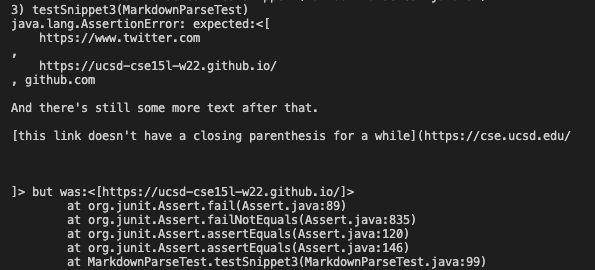 3) testSnippet3(MarkdownParseTest)
java.lang.AssertionError: expected:<[
    https://www.twitter.com
,
    https://ucsd-cse15l-w22.github.io/
, github.com

And there's still some more text after that.

[this link doesn't have a closing parenthesis for a while](https://cse.ucsd.edu/

]> but was:<[https://ucsd-cse15l-w22.github.io/]>
        at org.junit.Assert.fail(Assert.java:89)
        at org.junit.Assert.failNotEquals(Assert.java:835)
        at org.junit.Assert.assertEquals(Assert.java:120)
        at org.junit.Assert.assertEquals(Assert.java:146)
        at MarkdownParseTest.testSnippet3(MarkdownParseTest.java:99)